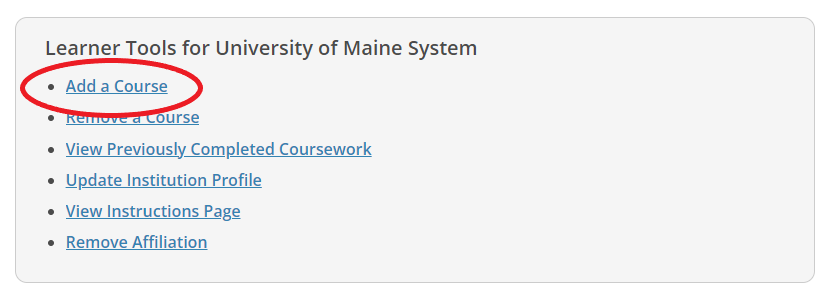 Learner Tools for University of Maine System
Add a Course
Remove a Course
View Previously Completed Coursework
Update Institution Profile
View Instructions Page
Remove Affiliation